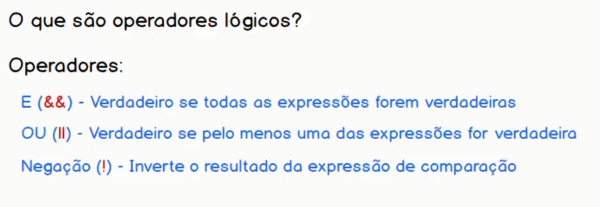 O que são operadores lógicos?
Operadores:
E (&&) - Verdadeiro se todas as expressões forem verdadeiras
OU (||) - Verdadeiro se pelo menos uma das expressões for verdadeira
Negação (!) - Inverte o resultado da expressão de comparação